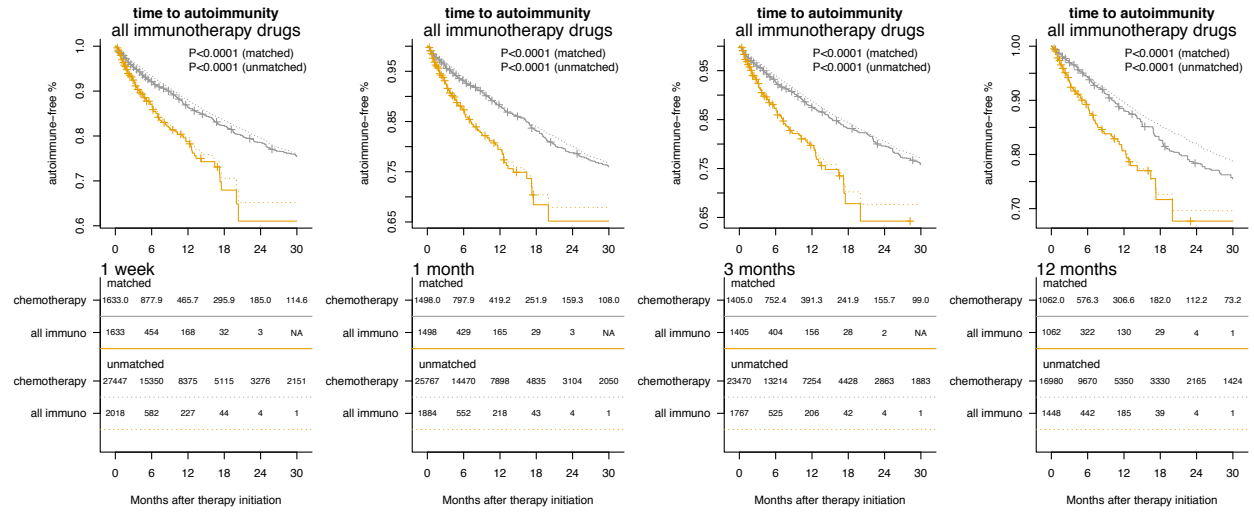 time to autoimmunity
all immunotherapy drugs
P<0.0001 (matched)
P<0.0001 (unmatched)
autoimmune−free %
1.0
0.9
0.8
0.7
0.6
0 6 12 18 24 30
1 week
matched
chemotherapy 1633.0 877.9 465.7 295.9 185.0 114.6
all immuno 1633 454 168 32 3 NA
unmatched
chemotherapy 27447 15350 8375 5115 3276 2151
all immuno 2018 582 227 44 4 1
0 6 12 18 24 30
Months after therapy initiation
time to autoimmunity
all immunotherapy drugs
P<0.0001 (matched)
P<0.0001 (unmatched)
autoimmune−free %
0.95
0.85
0.75
0.65
0 6 12 18 24 30
1 month
matched
chemotherapy 1498.0 797.9 419.2 251.9 159.3 108.0
all immuno 1498 429 165 29 3 NA
unmatched
chemotherapy 25767 14470 7898 4835 3104 2050
all immuno 1884 552 218 43 4 1
0 6 12 18 24 30
Months after therapy initiation
time to autoimmunity
all immunotherapy drugs
P<0.0001 (matched)
P<0.0001 (unmatched)
autoimmune−free %
0.95
0.85
0.75
0.65
0 6 12 18 24 30
3 months
matched
chemotherapy 1405.0 752.4 391.3 241.9 155.7 99.0
all immuno 1405 404 156 28 2 NA
unmatched
chemotherapy 23470 13214 7254 4428 2863 1883
all immuno 1767 525 206 42 4 1
0 6 12 18 24 30
Months after therapy initiation
time to autoimmunity
all immunotherapy drugs
P<0.0001 (matched)
P<0.0001 (unmatched)
autoimmune−free %
1.00
0.90
0.80
0.70
0 6 12 18 24 30
12 months
matched
chemotherapy 1062.0 576.3 306.6 182.0 112.2 73.2
all immuno 1062 322 130 29 4 1
unmatched
chemotherapy 16980 9670 5350 3330 2165 1424
all immuno 1448 442 185 39 4 1
0 6 12 18 24 30
Months after therapy initiation